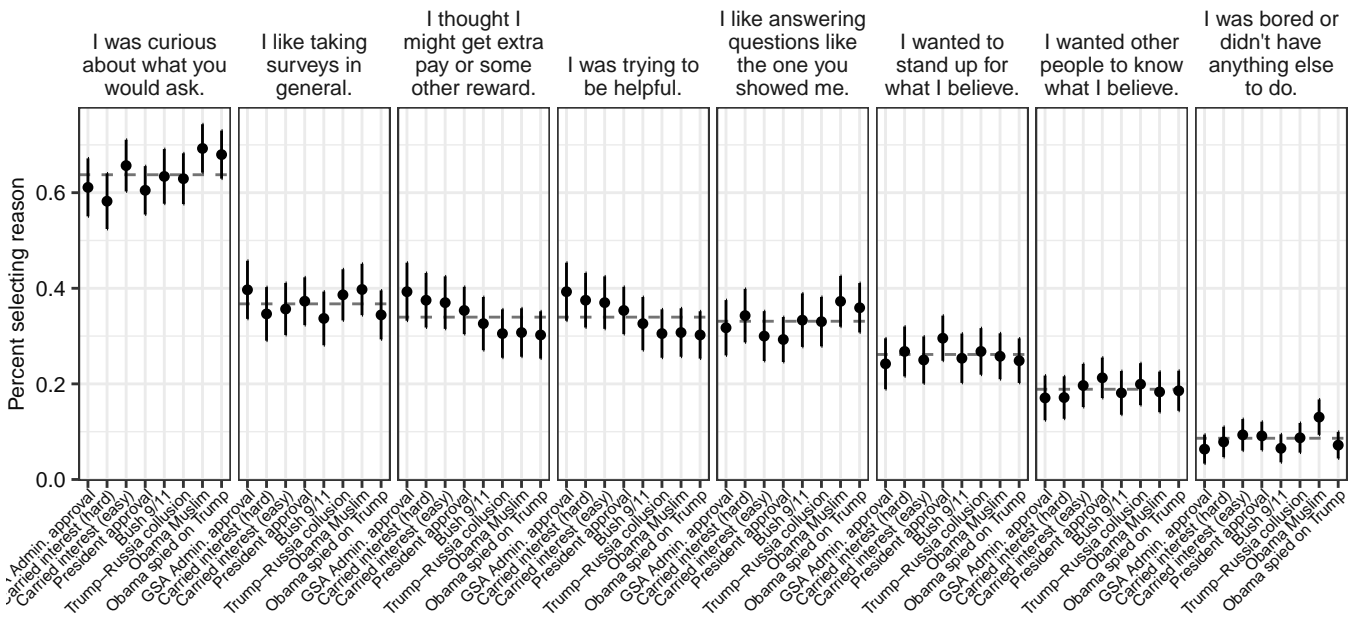 I was curious
about what you
would ask.
I like taking
surveys in
general.
I thought I
might get extra
pay or some
other reward.
I was trying to
be helpful.
I like answering
questions like
the one you
showed me.
I wanted to
stand up for
what I believe.
I wanted other
people to know
what I believe.
I was bored or
didn't have
anything else
to do.
Percent selecting reason
0.6
0.4
0.2
0.0
Admin. approval
Carried interest (hard)
Carried interest (easy)
President approval
Bush 9/11
Trump−Russia collusion
Obama Muslim
Obama spied on Trump
GSA Admin. approval
Carried interest (hard)
Carried interest (easy)
President approval
Bush 9/11
Trump−Russia collusion
Obama Muslim
Obama spied on Trump
GSA Admin. approval
Carried interest (hard)
Carried interest (easy)
President approval
Bush 9/11
Trump−Russia collusion
Obama Muslim
Obama spied on Trump
GSA Admin. approval
Carried interest (hard)
Carried interest (easy)
President approval
Bush 9/11
Trump−Russia collusion
Obama Muslim
Obama spied on Trump
GSA Admin. approval
Carried interest (hard)
Carried interest (easy)
President approval
Bush 9/11
Trump−Russia collusion
Obama Muslim
Obama spied on Trump
GSA Admin. approval
Carried interest (hard)
Carried interest (easy)
President approval
Bush 9/11
Trump−Russia collusion
Obama Muslim
Obama spied on Trump
GSA Admin. approval
Carried interest (hard)
Carried interest (easy)
President approval
Bush 9/11
Trump−Russia collusion
Obama Muslim
Obama spied on Trump
GSA Admin. approval
Carried interest (hard)
Carried interest (easy)
President approval
Bush 9/11
Trump−Russia collusion
Obama Muslim
Obama spied on Trump